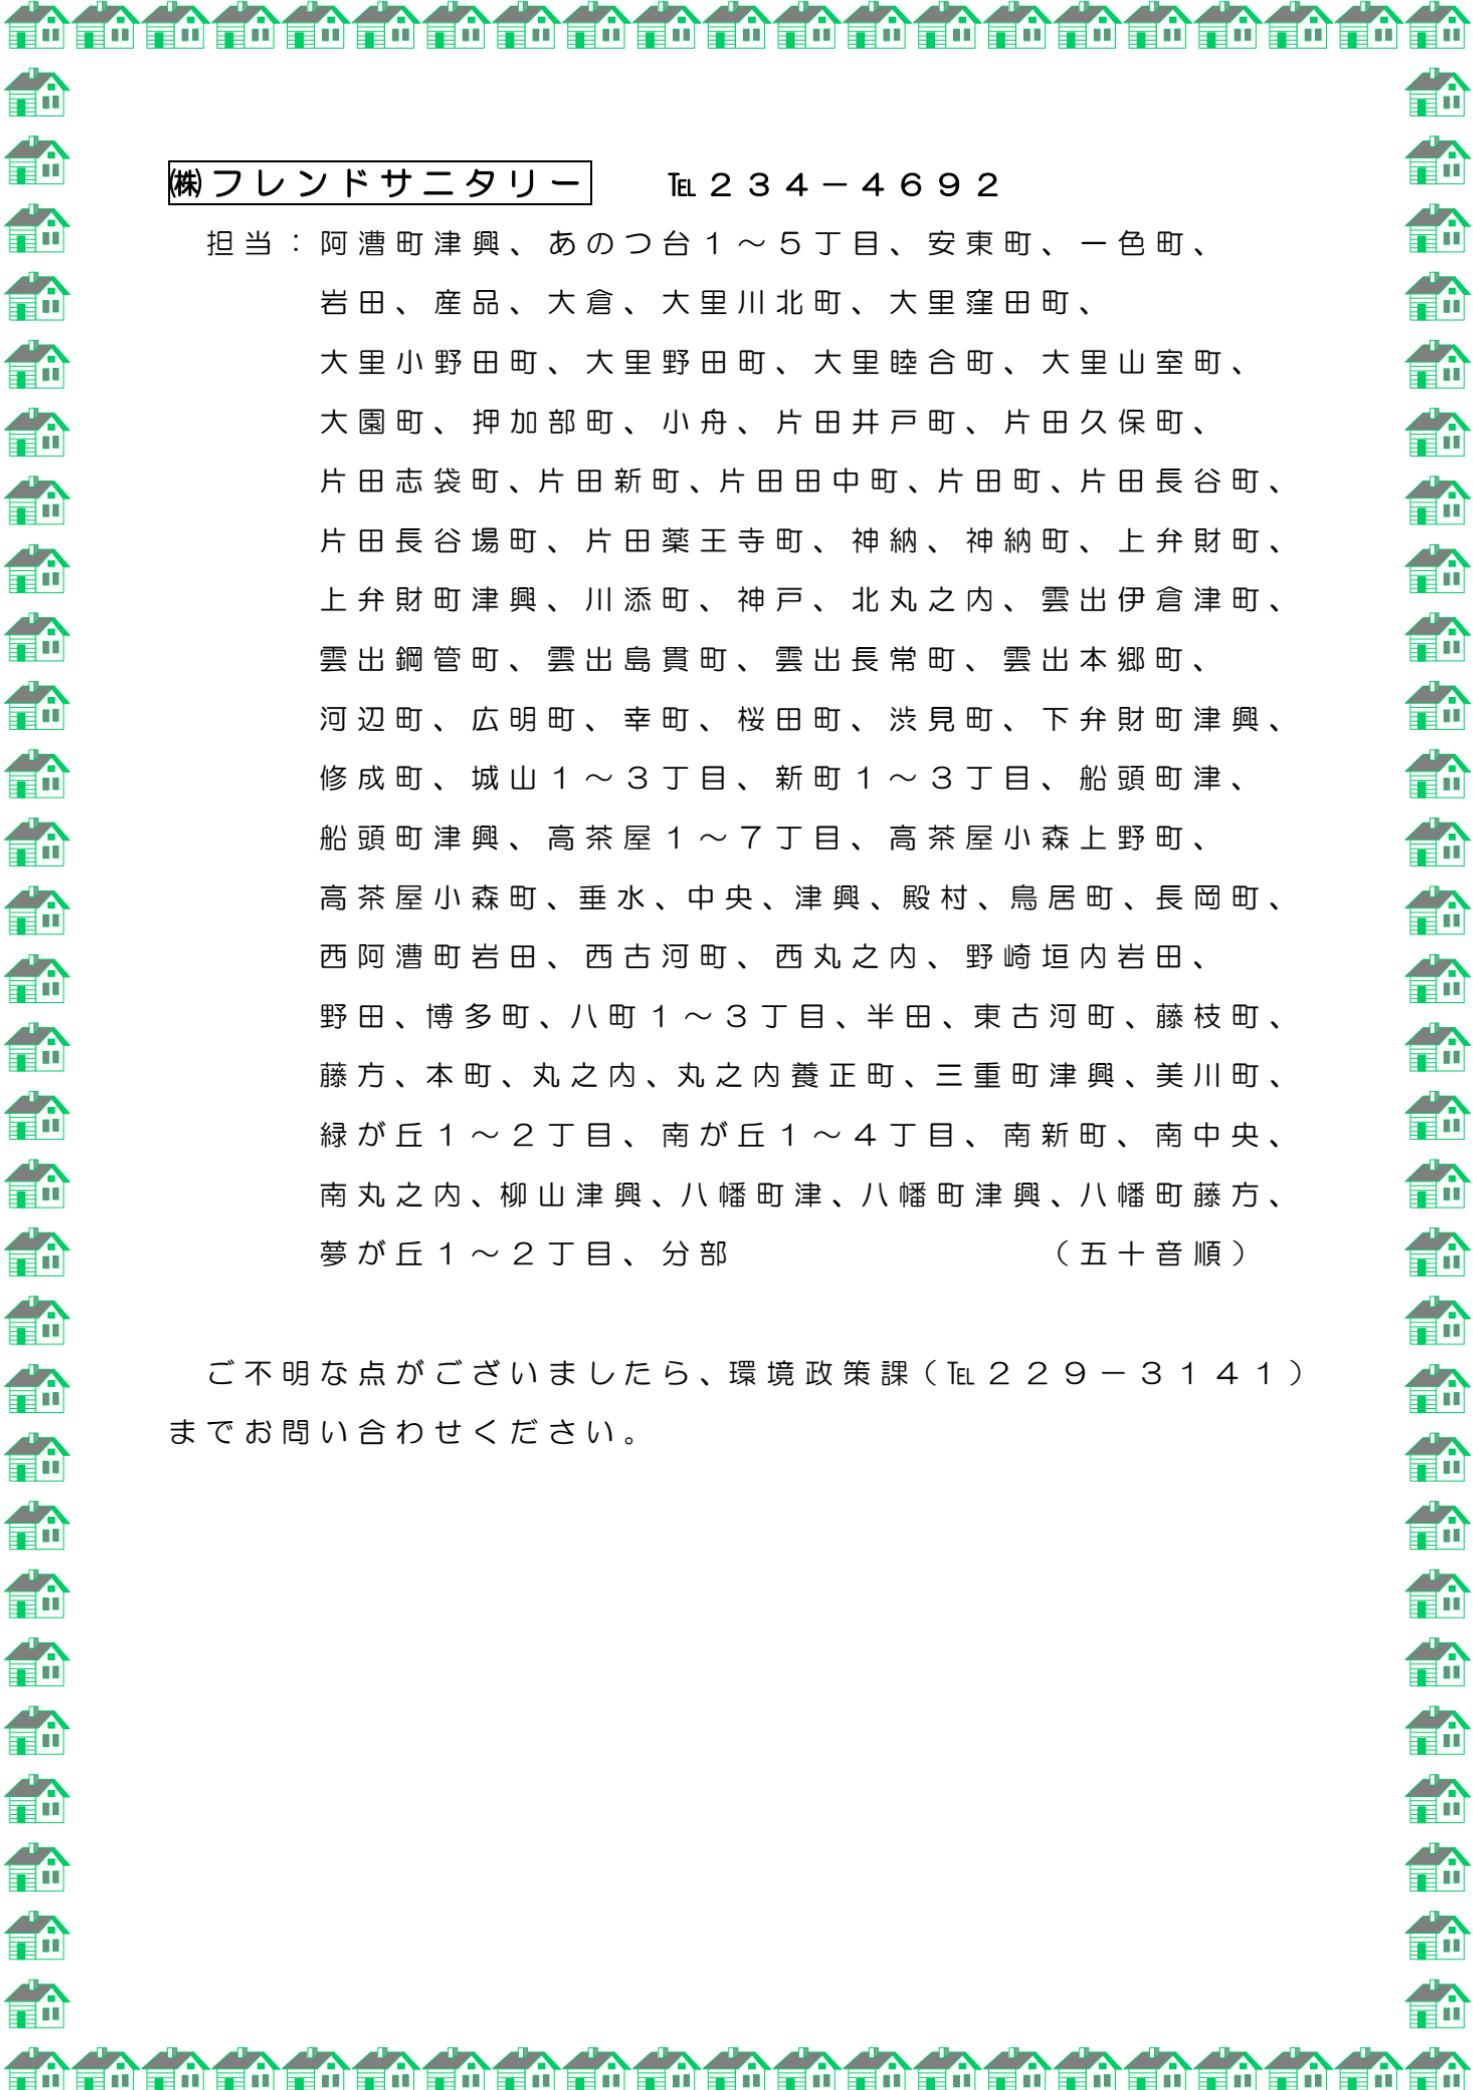 ㈱フレンドサニタリー　　℡２３４－４６９２
担当：阿漕町津興、あのつ台１～５丁目、安東町、一色町、
岩田、産品、大倉、大里川北町、大里窪田町、
大里小野田町、大里野田町、大里睦合町、大里山室町、
大園町、押加部町、小舟、片田井戸町、片田久保町、
片田志袋町、片田新町、片田田中町、片田町、片田長谷町、
片田長谷場町、片田薬王寺町、神納、神納町、上弁財町、
上弁財町津興、川添町、神戸、北丸之内、雲出伊倉津町、
雲出鋼管町、雲出島貫町、雲出長常町、雲出本郷町、
河辺町、広明町、幸町、桜田町、渋見町、下弁財町津興、
修成町、城山１～３丁目、新町１～３丁目、船頭町津、
船頭町津興、高茶屋１～７丁目、高茶屋小森上野町、
高茶屋小森町、垂水、中央、津興、殿村、鳥居町、長岡町、
西阿漕町岩田、西古河町、西丸之内、野崎垣内岩田、
野田、博多町、八町１～３丁目、半田、東古河町、藤枝町、
藤方、本町、丸之内、丸之内養正町、三重町津興、美川町、
緑が丘１～２丁目、南が丘１～４丁目、南新町、南中央、
南丸之内、柳山津興、八幡町津、八幡町津興、八幡町藤方、
夢が丘１～２丁目、分部　　　　　　　　（五十音順）
ご不明な点がございましたら、環境政策課（℡２２９－３１４１）
までお問い合わせください。